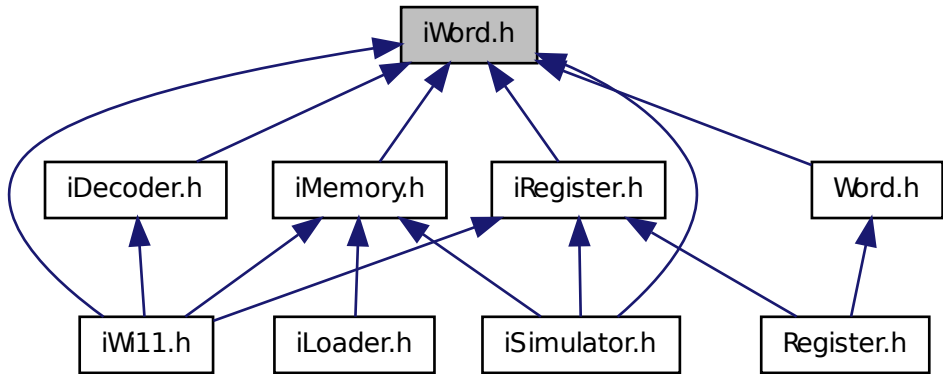 iWord.h
iDecoder.h
iMemory.h
iRegister.h
Word.h
iWi11.h
iLoader.h
iSimulator.h
Register.h